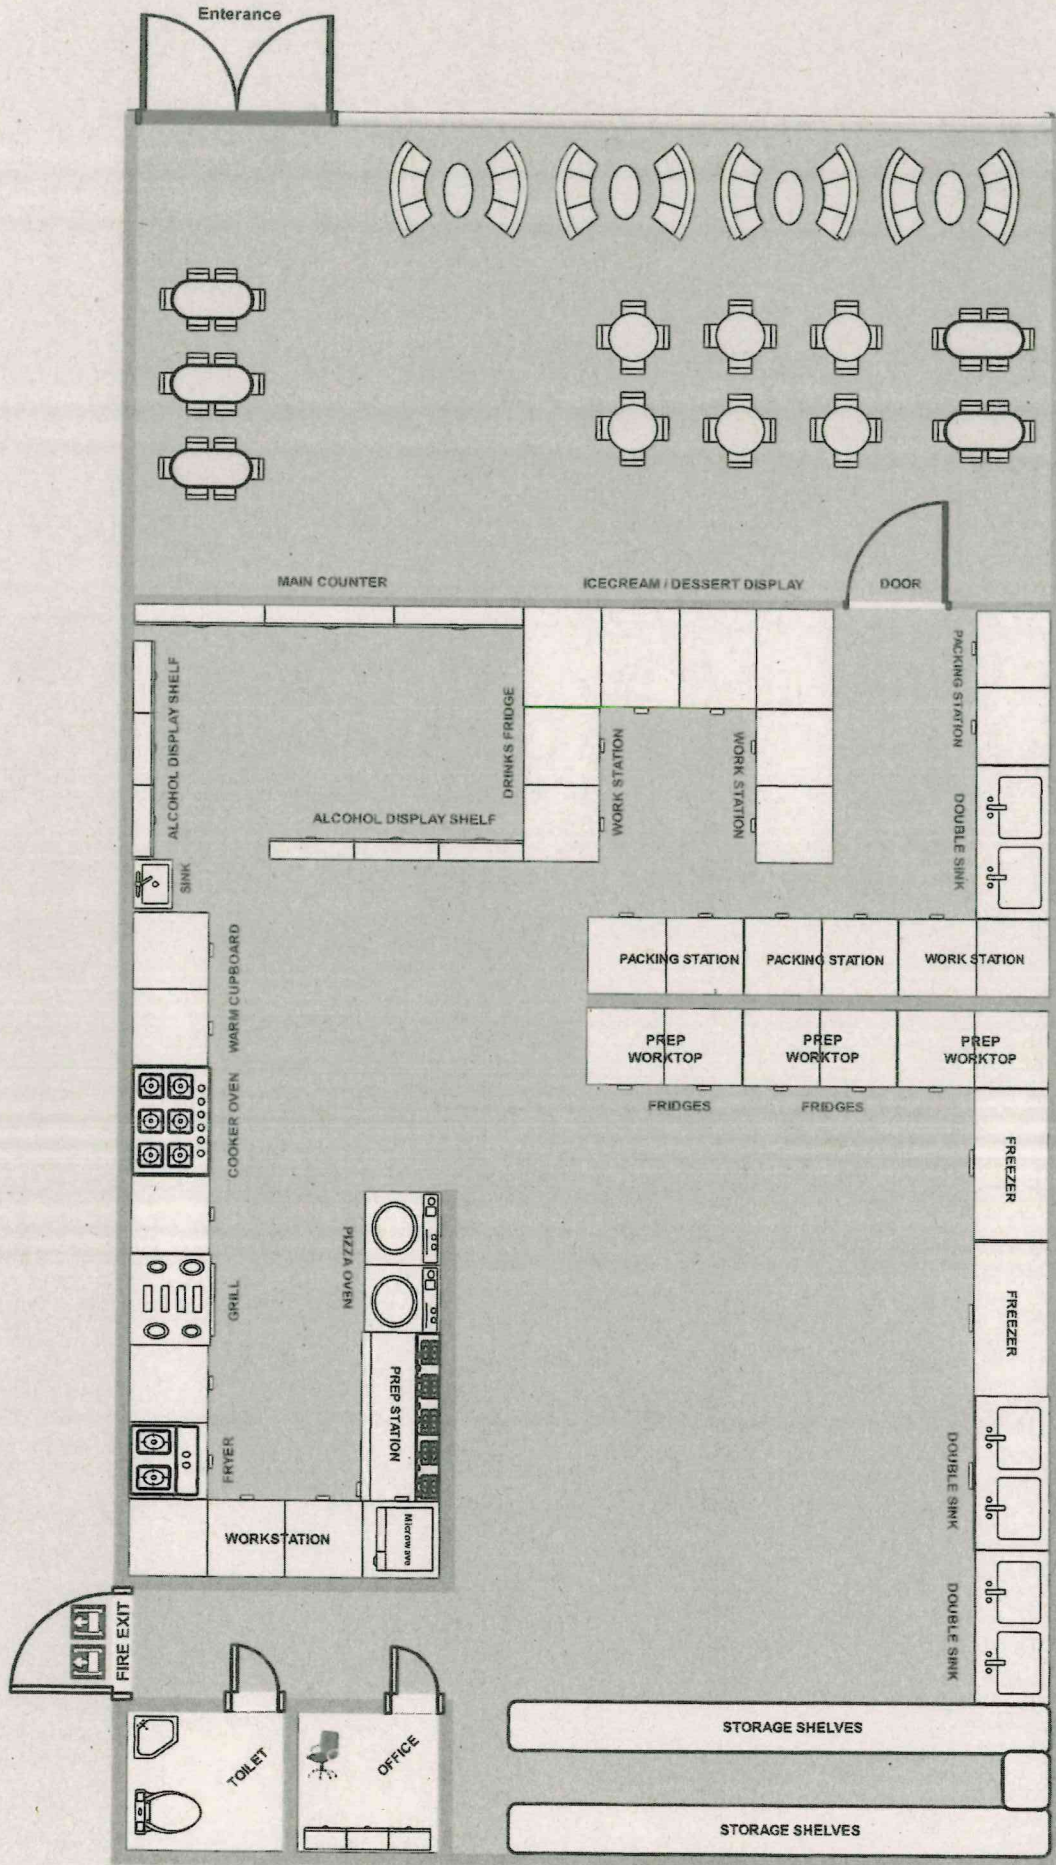 Enterance
MAIN COUNTER
ICECREAM / DESSERT DISPLAY
DOOR
ALCOHOL DISPLAY SHELF
DRINKS FRIDGE
WORK STATION
WORK STATION
PACKING STATION
ALCOHOL DISPLAY SHELF
DOUBLE SINK
SINK
WARM CUPBOARD
PACKING STATION
PACKING STATION
WORK STATION
PREP
WORKTOP
PREP
WORKTOP
PREP
WORKTOP
FRIDGES
FRIDGES
COOKER OVEN
FREEZER
PIZZA OVEN
GRILL
FREEZER
PREP STATION
FRYER
DOUBLE SINK
WORKSTATION
Microwave
FIRE EXIT
DOUBLE SINK
TOILET
OFFICE
STORAGE SHELVES
STORAGE SHELVES